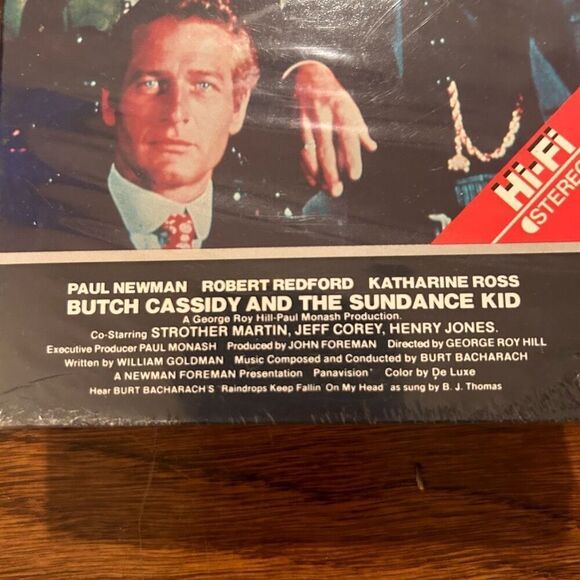 Hi-Fi
STEREO
PAUL NEWMAN ROBERT REDFORD KATHARINE ROSS
BUTCH CASSIDY AND THE SUNDANCE KID
A George Roy Hill-Paul Monash Production.
Co-Starring STROTHER MARTIN, JEFF COREY, HENRY JONES.
Executive Producer PAUL MONASH Produced by JOHN FOREMAN Directed by GEORGE ROY HILL
Written by WILLIAM GOLDMAN Music Composed and Conducted by BURT BACHARACH
A NEWMAN FOREMAN Presentation Panavision® Color by De Luxe
Hear BURT BACHARACH'S "Raindrops Keep Fallin' On My Head" as sung by B. J. Thomas